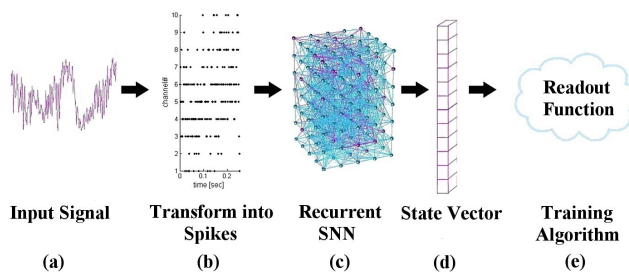 10
9
8
7
6
5
4
3
2
1
channel#
0
0.1
0.2
time [sec]
Readout
Function
Input Signal
Transform into
Spikes
Recurrent
SNN
State Vector
Training
Algorithm
(a)
(b)
(c)
(d)
(e)